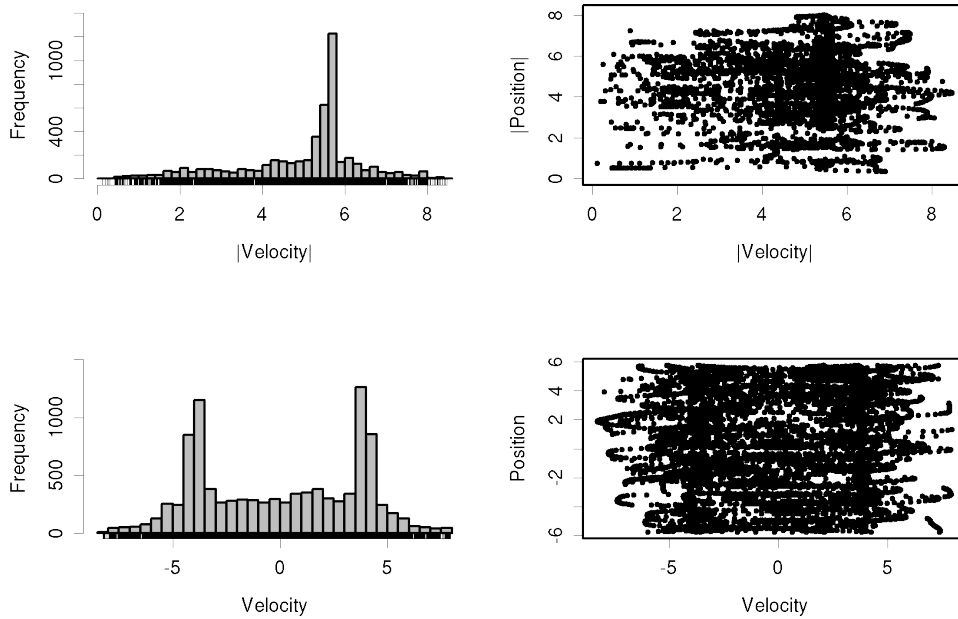 Frequency
0 400 1000
0 2 4 6 8
|Velocity|
|Position|
0 2 4 6 8
0 2 4 6 8
|Velocity|
Frequency
0 500 1000
-5 0 5
Velocity
Position
-6 -2 2 4 6
-5 0 5
Velocity